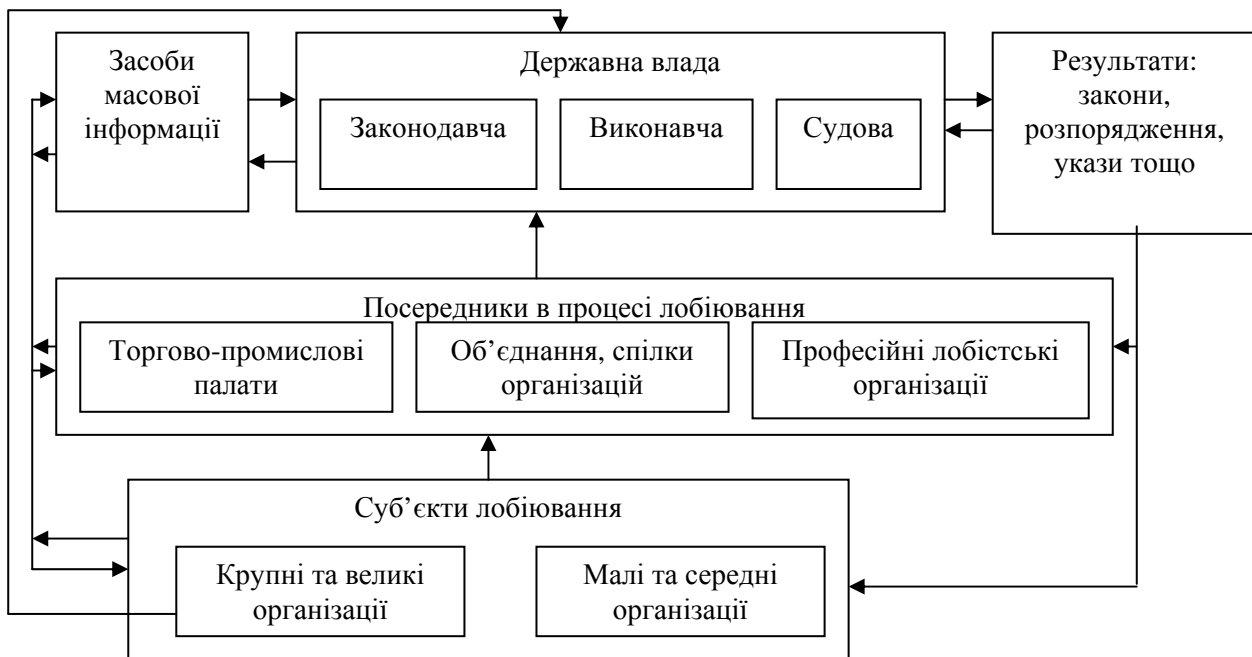 Засоби
масової
інформації
Державна влада
Законодавча
Виконавча
Судова
Результати:
закони,
розпорядження,
укази тощо
Посередники в процесі лобіювання
Торгово-промислові
палати
Об’єднання, спілки
організацій
Професійні лобістські
організації
Суб’єкти лобіювання
Крупні та великі
організації
Малі та середні
організації